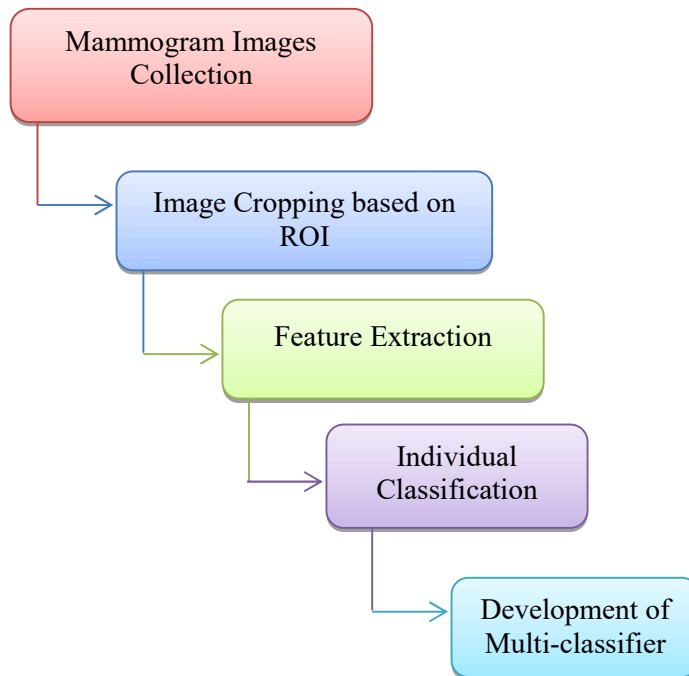 Mammogram Images
Collection
Image Cropping based on
ROI
Feature Extraction
Individual
Classification
Development of
Multi-classifier